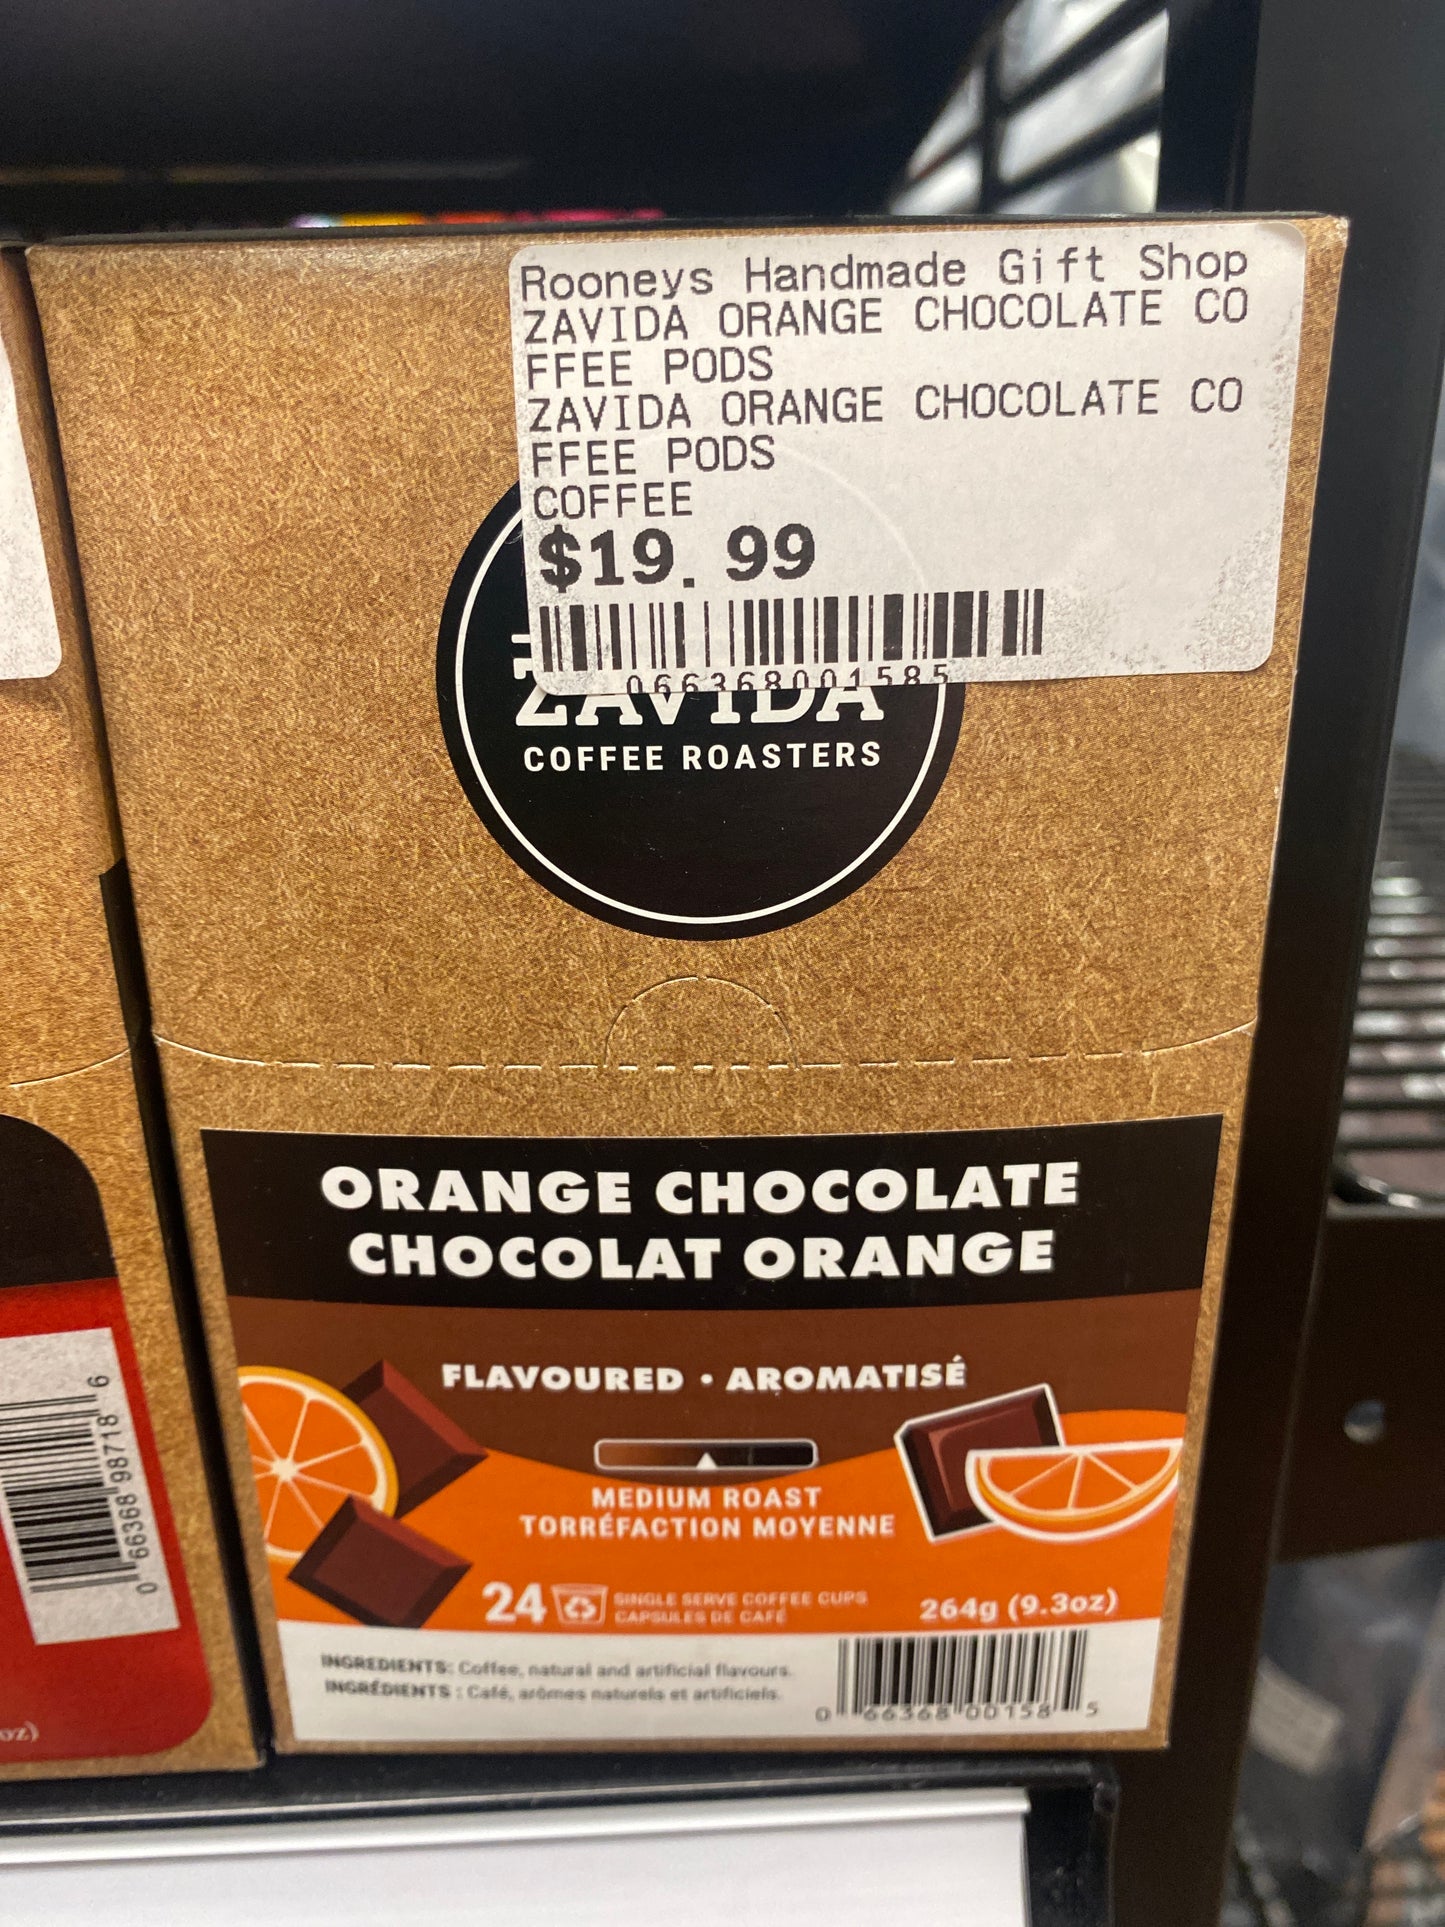 Rooneys Handmade Gift Shop
ZAVIDA ORANGE CHOCOLATE CO
FFEE PODS
ZAVIDA ORANGE CHOCOLATE CO
FFEE PODS
COFFEE
$19.99
066368001585
ZAVIDA
COFFEE ROASTERS
ORANGE CHOCOLATE
CHOCOLAT ORANGE
FLAVOURED • AROMATISÉ
MEDIUM ROAST
TORRÉFACTION MOYENNE
24 SINGLE SERVE COFFEE CUPS
CAPSULES DE CAFÉ
264g (9.3oz)
INGREDIENTS: Coffee, natural and artificial flavours.
INGRÉDIENTS : Café, arômes naturels et artificiels.
0 66368 00158 5
0 66368 98718 6
oz)